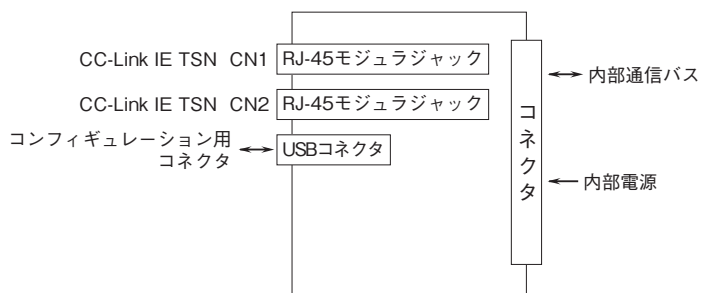 CC-Link IE TSN CN1 RJ-45モジュラジャック
CC-Link IE TSN CN2 RJ-45モジュラジャック
コンフィギュレーション用
コネクタ
USBコネクタ
コネクタ
内部通信バス
内部電源